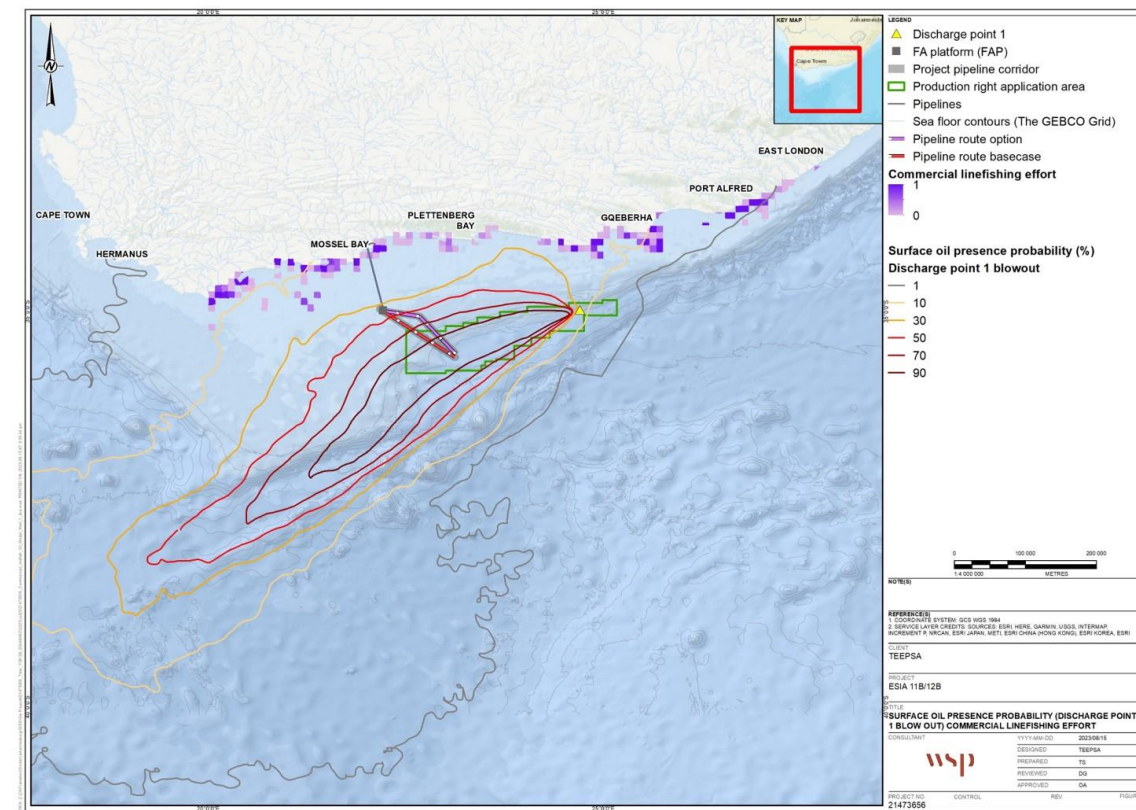 20°0'0"E
25°0'0"E
N
KEY MAP
Cape Town
EAST LONDON
PORT ALFRED
CAPE TOWN
PLETTENBERG
BAY
GQEBERHA
HERMANUS
MOSSEL BAY
LEGEND
Discharge point 1
FA platform (FAP)
Project pipeline corridor
Production right application area
Pipelines
Sea floor contours (The GEBCO Grid)
Pipeline route option
Pipeline route basecase
Commercial linefishing effort
1
0
Surface oil presence probability (%)
Discharge point 1 blowout
1
10
30
50
70
90
0 100 000 200 000
1:4 000 000 METRES
NOTE(S)
REFERENCE(S)
1. COORDINATE SYSTEM: GCS WGS 1984
2. SERVICE LAYER CREDITS: SOURCES: ESRI, HERE, GARMIN, USGS, INTERMAP,
INCREMENT P, NRCAN, ESRI JAPAN, METI, ESRI CHINA (HONG KONG), ESRI KOREA, ESRI
CLIENT
TEEPSA
PROJECT
ESIA 11B/12B
TITLE
SURFACE OIL PRESENCE PROBABILITY (DISCHARGE POINT
1 BLOW OUT) COMMERCIAL LINEFISHING EFFORT
CONSULTANT
wsp
YYYY-MM-DD 2023/08/15
DESIGNED TEEPSA
PREPARED TS
REVIEWED DG
APPROVED OA
PROJECT NO. CONTROL REV. FIGUR
21473656
20°0'0"E
25°0'0"E